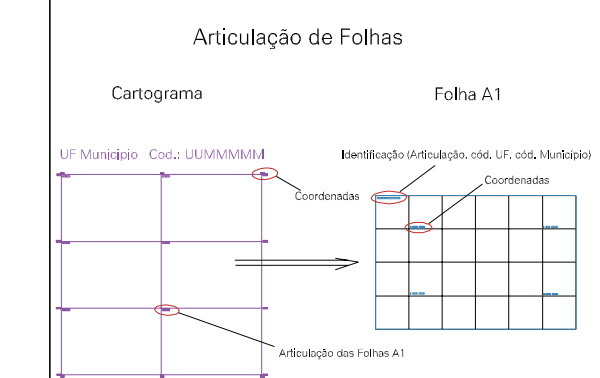 Articulação de Folhas
Cartograma
Folha A1
UF Município Cod.: UUMMMMM
Identificação (Articulação, cód. UF, cód. Município)
Coordenadas
Coordenadas
Articulação das Folhas A1